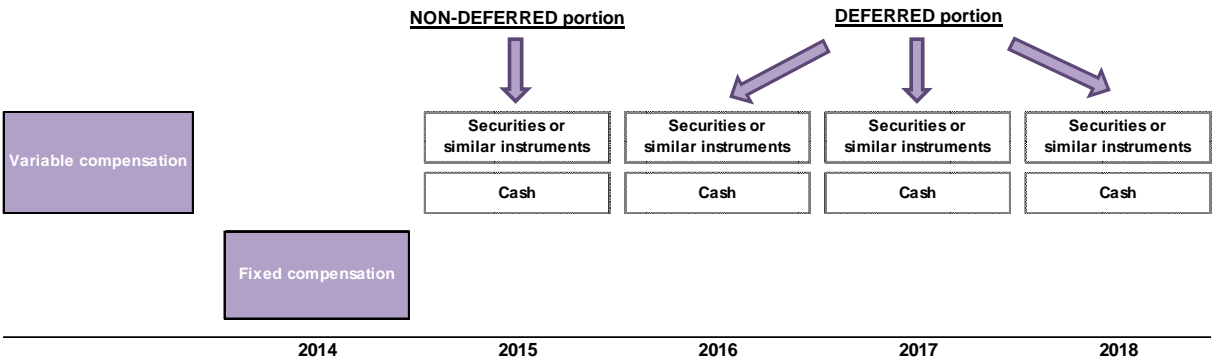 NON-DEFERRED portion
DEFERRED portion
Variable compensation
Securities or
similar instruments
Securities or
similar instruments
Securities or
similar instruments
Securities or
similar instruments
Cash
Cash
Cash
Cash
Fixed compensation
2014
2015
2016
2017
2018